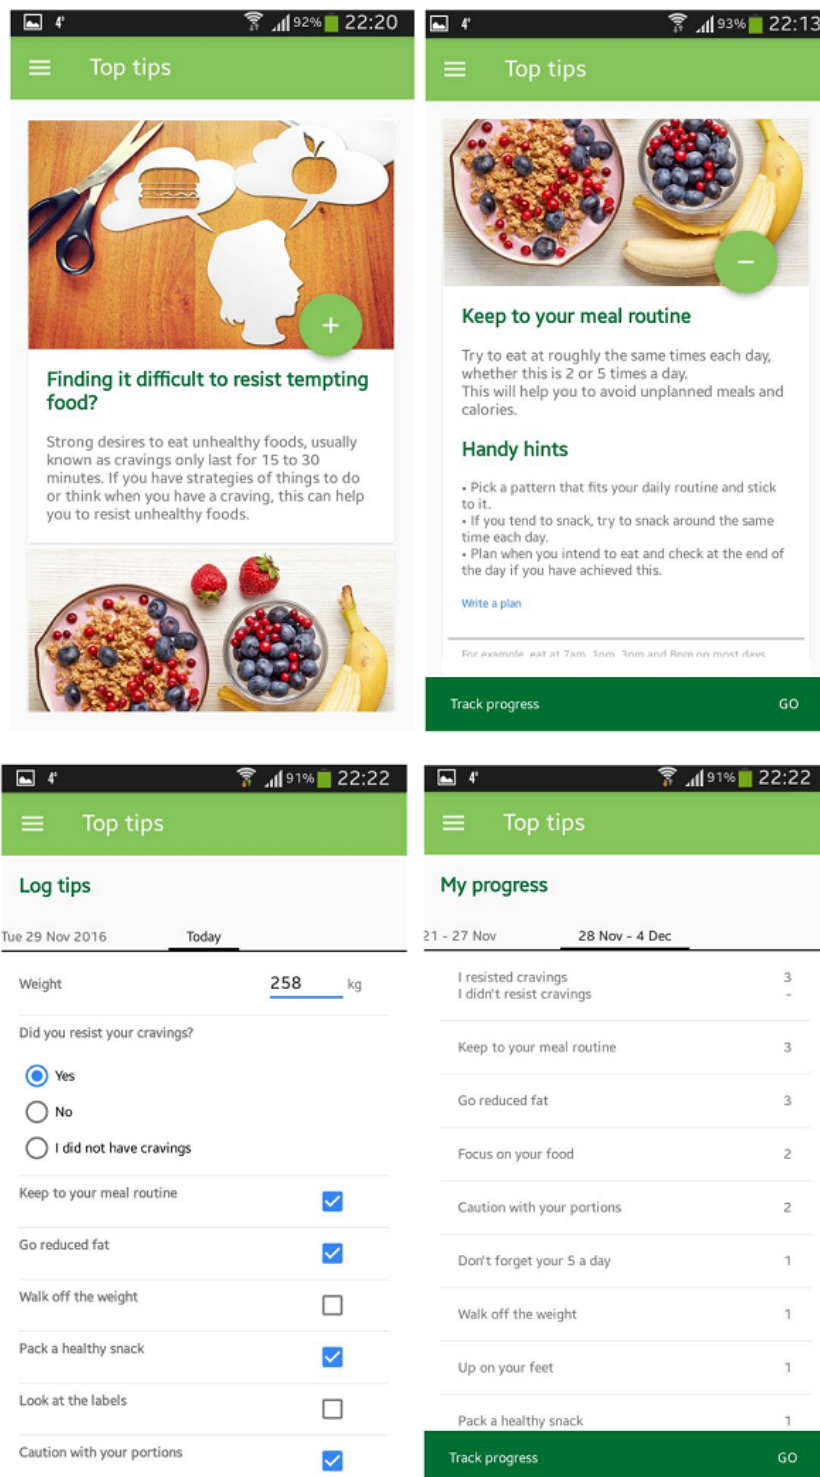 4°
92%
22:20
Top tips
Finding it difficult to resist tempting
food?
Strong desires to eat unhealthy foods, usually
known as cravings only last for 15 to 30
minutes. If you have strategies of things to do
or think when you have a craving, this can help
you to resist unhealthy foods.
4°
93%
22:13
Top tips
Keep to your meal routine
Try to eat at roughly the same times each day,
whether this is 2 or 5 times a day.
This will help you to avoid unplanned meals and
calories.
Handy hints
• Pick a pattern that fits your daily routine and stick
to it.
• If you tend to snack, try to snack around the same
time each day.
• Plan when you intend to eat and check at the end of
the day if you have achieved this.
Write a plan
For example, eat at 7am, 1pm, 3pm and 8pm on most days
Track progress GO
4°
91%
22:22
Top tips
Log tips
Tue 29 Nov 2016 Today
Weight 258 kg
Did you resist your cravings?
Yes
No
I did not have cravings
Keep to your meal routine
Go reduced fat
Walk off the weight
Pack a healthy snack
Look at the labels
Caution with your portions
4°
91%
22:22
Top tips
My progress
21 - 27 Nov 28 Nov - 4 Dec
I resisted cravings 3
I didn't resist cravings -
Keep to your meal routine 3
Go reduced fat 3
Focus on your food 2
Caution with your portions 2
Don't forget your 5 a day 1
Walk off the weight 1
Up on your feet 1
Pack a healthy snack 1
Track progress GO